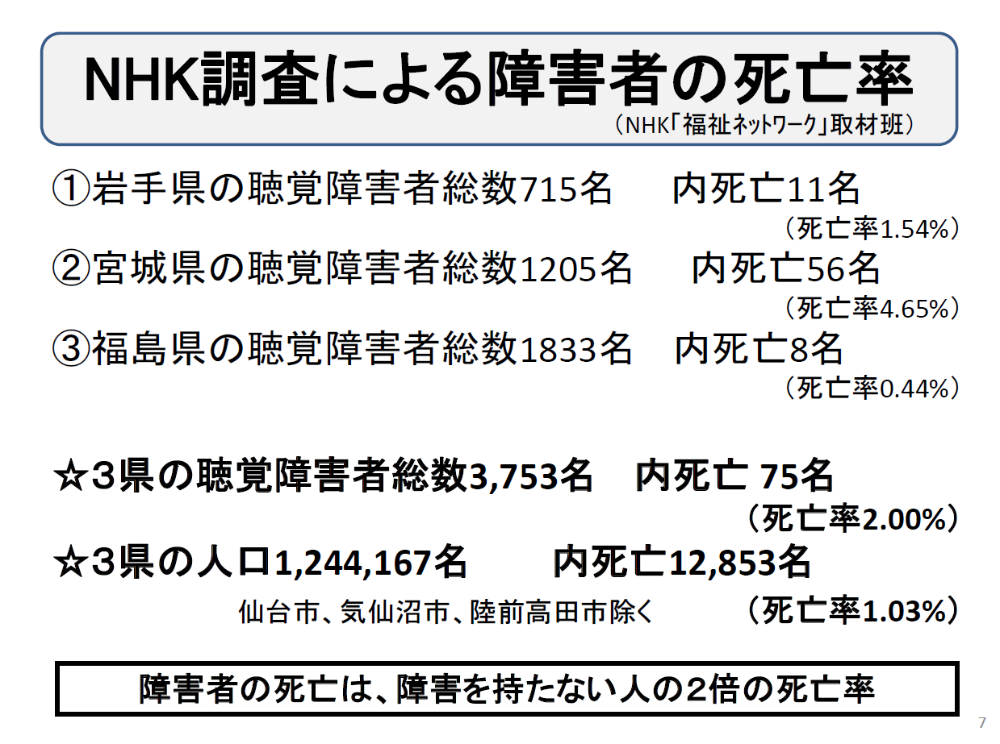 NHK調査による障害者の死亡率
（NHK「福祉ネットワーク」取材班）
①岩手県の聴覚障害者総数715名　内死亡11名
（死亡率1.54%）
②宮城県の聴覚障害者総数1205名　内死亡56名
（死亡率4.65%）
③福島県の聴覚障害者総数1833名　内死亡8名
（死亡率0.44%）
☆３県の聴覚障害者総数3,753名　内死亡 75名
（死亡率2.00%）
☆３県の人口1,244,167名　内死亡12,853名
仙台市、気仙沼市、陸前高田市除く　（死亡率1.03%）
障害者の死亡は、障害を持たない人の２倍の死亡率
7